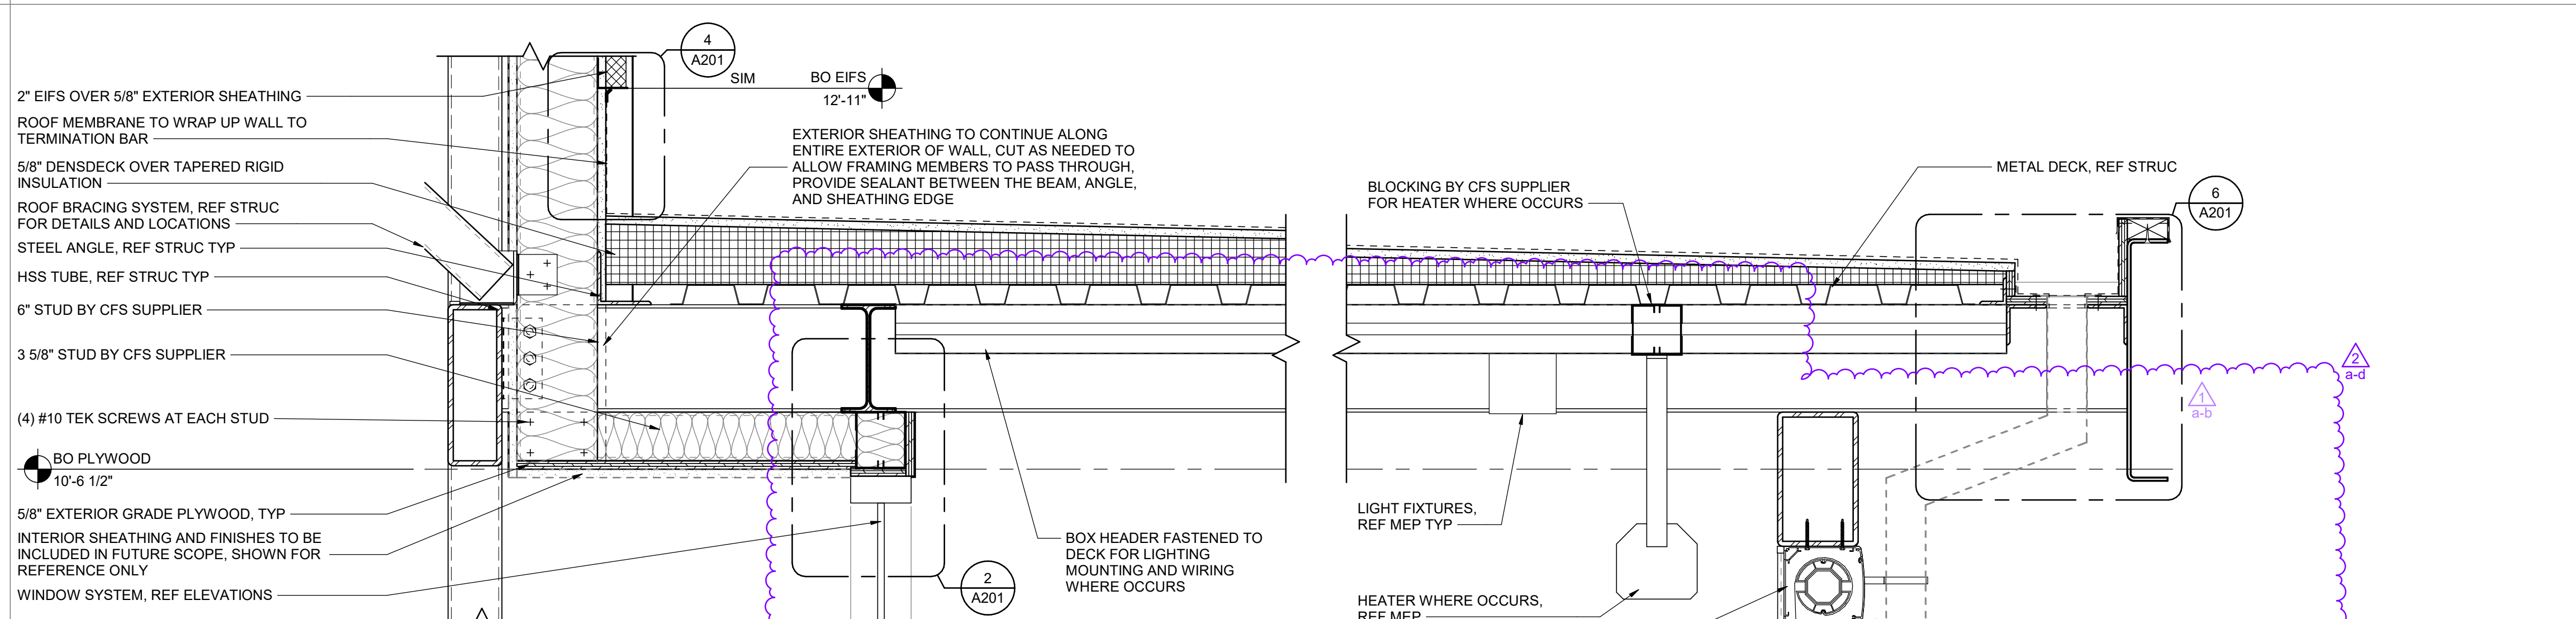 4
A201
SIM
BO EIFS
12'-11"
2" EIFS OVER 5/8" EXTERIOR SHEATHING
ROOF MEMBRANE TO WRAP UP WALL TO
TERMINATION BAR
5/8" DENSDECK OVER TAPERED RIGID
INSULATION
ROOF BRACING SYSTEM, REF STRUC
FOR DETAILS AND LOCATIONS
STEEL ANGLE, REF STRUC TYP
HSS TUBE, REF STRUC TYP
6" STUD BY CFS SUPPLIER
3 5/8" STUD BY CFS SUPPLIER
(4) #10 TEK SCREWS AT EACH STUD
BO PLYWOOD
10'-6 1/2"
5/8" EXTERIOR GRADE PLYWOOD, TYP
INTERIOR SHEATHING AND FINISHES TO BE
INCLUDED IN FUTURE SCOPE, SHOWN FOR
REFERENCE ONLY
WINDOW SYSTEM, REF ELEVATIONS
EXTERIOR SHEATHING TO CONTINUE ALONG
ENTIRE EXTERIOR OF WALL, CUT AS NEEDED TO
ALLOW FRAMING MEMBERS TO PASS THROUGH,
PROVIDE SEALANT BETWEEN THE BEAM, ANGLE,
AND SHEATHING EDGE
2
A201
BOX HEADER FASTENED TO
DECK FOR LIGHTING
MOUNTING AND WIRING
WHERE OCCURS
BLOCKING BY CFS SUPPLIER
FOR HEATER WHERE OCCURS
METAL DECK, REF STRUC
6
A201
2
a-d
1
a-b
LIGHT FIXTURES,
REF MEP TYP
HEATER WHERE OCCURS,
REF MEP